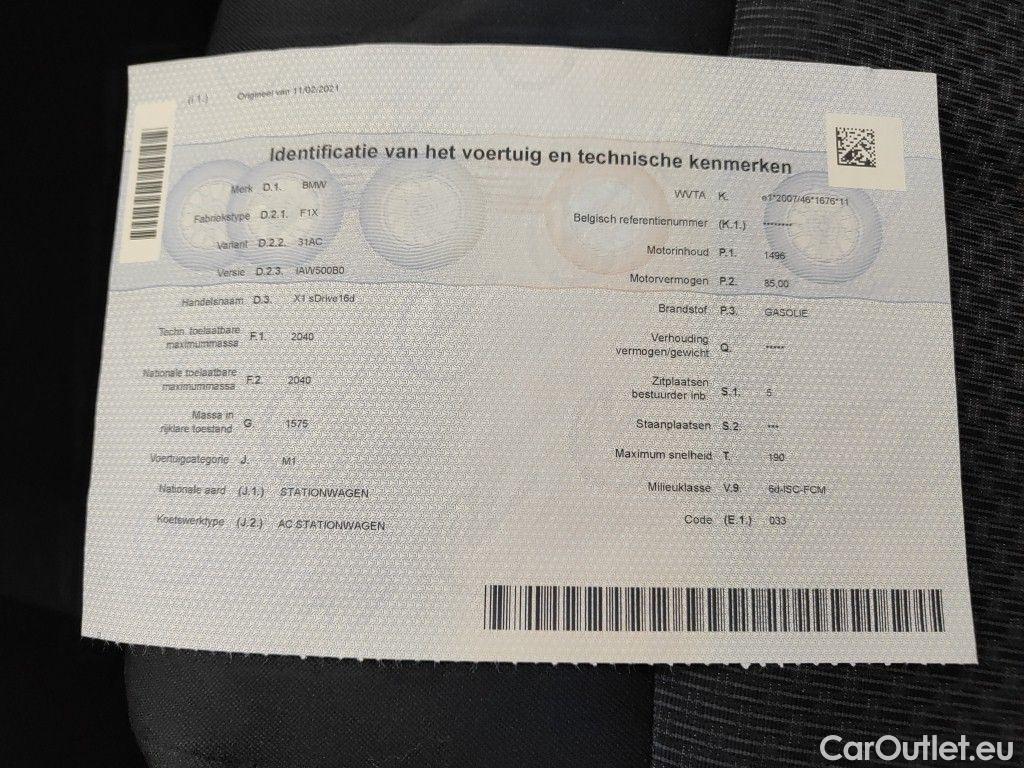 (I.1.) Origineel van 11/02/2021
Identificatie van het voertuig en technische kenmerken
Merk D.1. BMW
Fabriekstype D.2.1. F1X
Variant D.2.2. 31AC
Versie D.2.3. IAW500B0
Handelsnaam D.3. X1 sDrive16d
Techn. toelaatbare
maximummassa F.1. 2040
Nationale toelaatbare
maximummassa F.2. 2040
Massa in
rijklare toestand G. 1575
Voertuigcategorie J. M1
Nationale aard (J.1.) STATIONWAGEN
Koetswerktype (J.2.) AC STATIONWAGEN
WVTA K. e1*2007/46*1676*11
Belgisch referentienummer (K.1.) ********
Motorinhoud P.1. 1496
Motorvermogen P.2. 85,00
Brandstof P.3. GASOLIE
Verhouding
vermogen/gewicht Q. *****
Zitplaatsen
bestuurder inb. S.1. 5
Staanplaatsen S.2. ***
Maximum snelheid T. 190
Milieuklasse V.9. 6d-ISC-FCM
Code (E.1.) 033
CarOutlet.eu